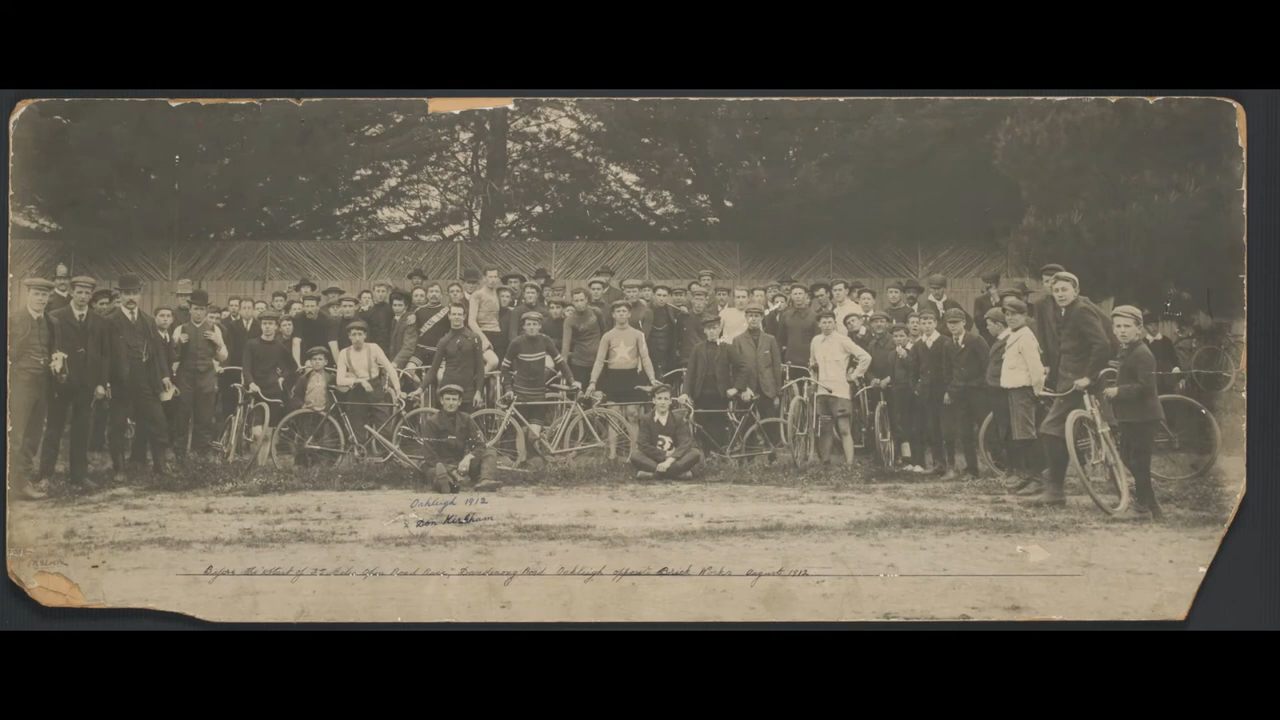 Oakleigh 1912
Don Kirkham
Before the Start of Mile Open Road Race, Dandenong Road Oakleigh opposite Brick Works August 1912